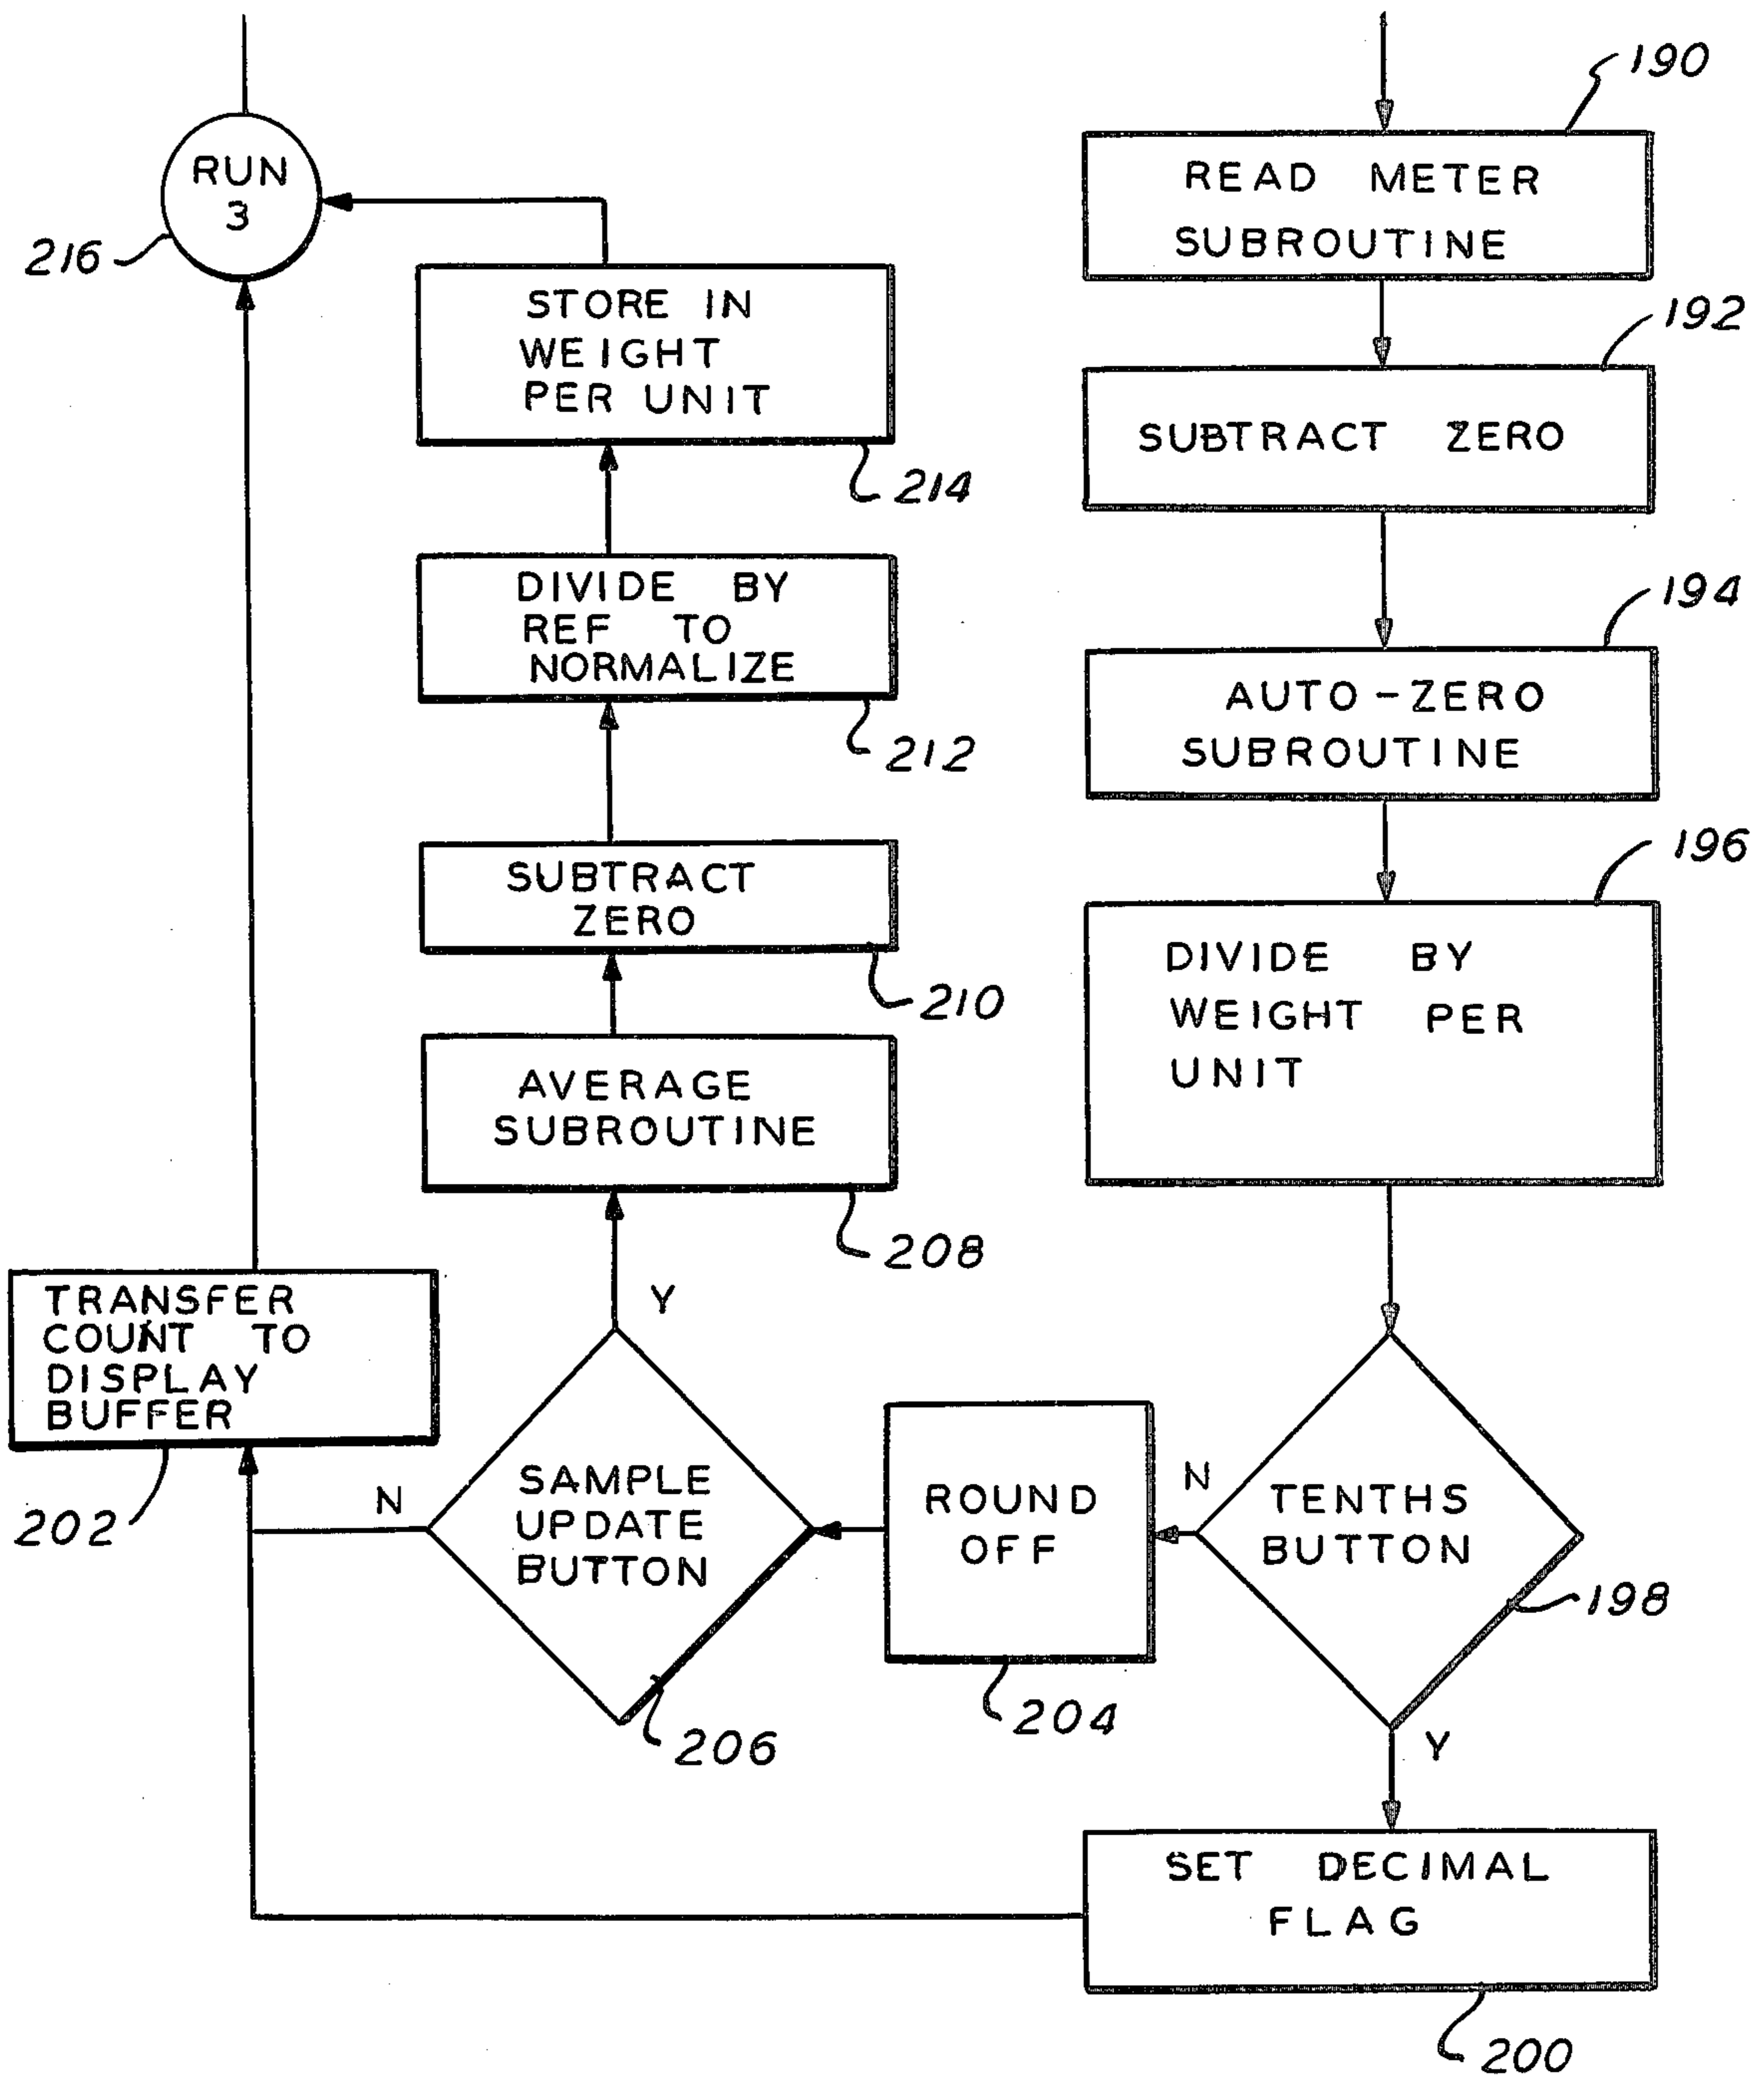 190
READ METER
SUBROUTINE
192
SUBTRACT ZERO
194
AUTO-ZERO
SUBROUTINE
196
DIVIDE BY
WEIGHT PER
UNIT
TENTHS
BUTTON
198
N
Y
SET DECIMAL
FLAG
200
ROUND
OFF
204
SAMPLE
UPDATE
BUTTON
206
N
Y
TRANSFER
COUNT TO
DISPLAY
BUFFER
202
AVERAGE
SUBROUTINE
208
SUBTRACT
ZERO
210
DIVIDE BY
REF TO
NORMALIZE
212
STORE IN
WEIGHT
PER UNIT
214
RUN
3
216